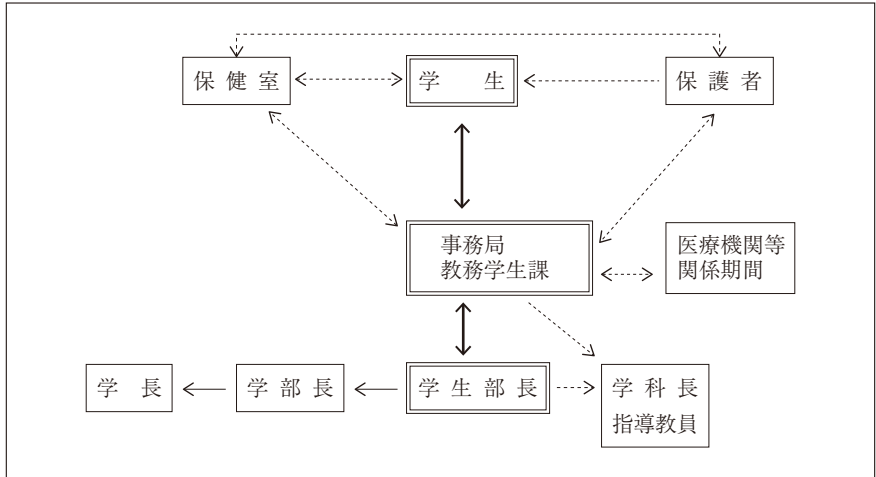 保健室
学生
保護者
事務局
教務学生課
医療機関等
関係期間
学長
学部長
学生部長
学科長
指導教員